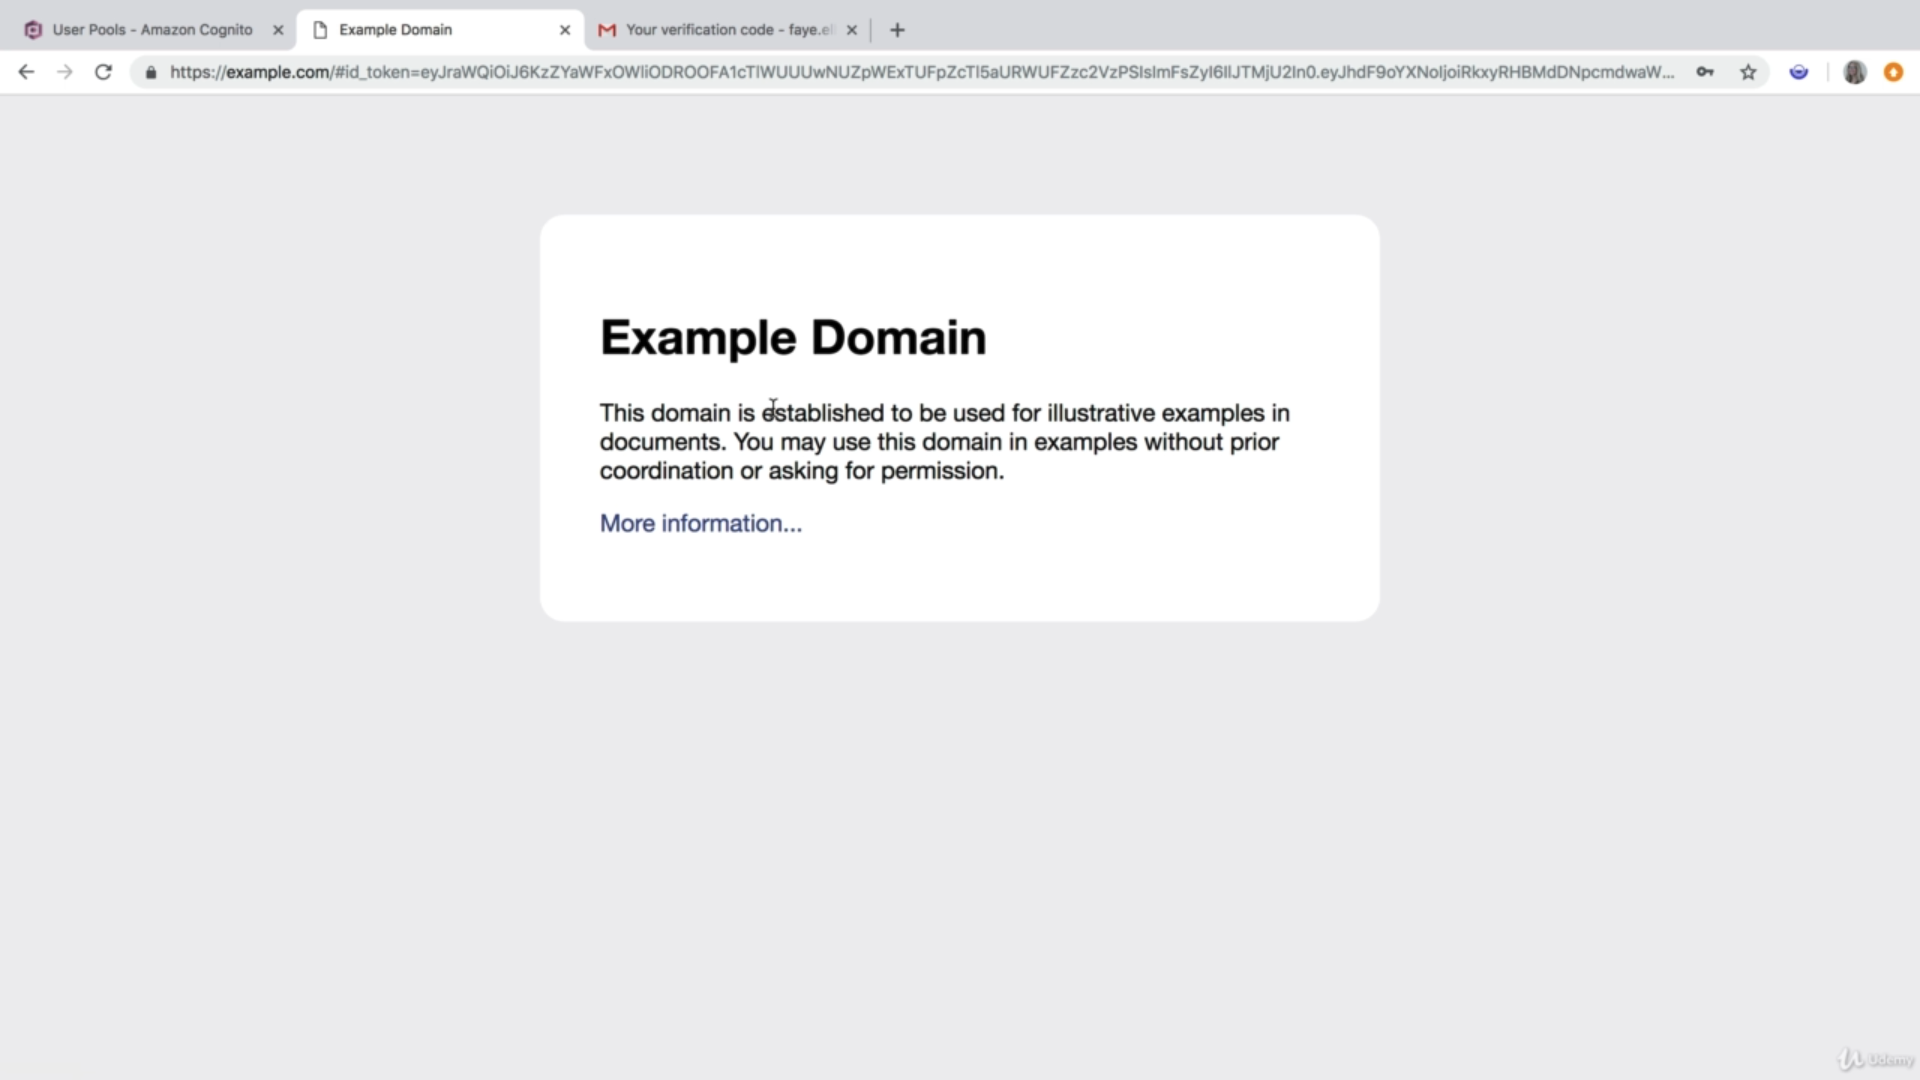 User Pools - Amazon Cognito
Example Domain
Your verification code - faye.el
https://example.com/#id_token=eyJraWQiOiJ6KzZYaWFxOWliODROOFA1cTlWUUUwNUZpWExTUFpZcTl5aURWUFZzc2VzPSIsImFsZyI6IlJTMjU2In0.eyJhdF9oYXNoIjoiRkxyRHBMdDNpcmdwaW...
Example Domain
This domain is established to be used for illustrative examples in
documents. You may use this domain in examples without prior
coordination or asking for permission.
More information...
Udemy